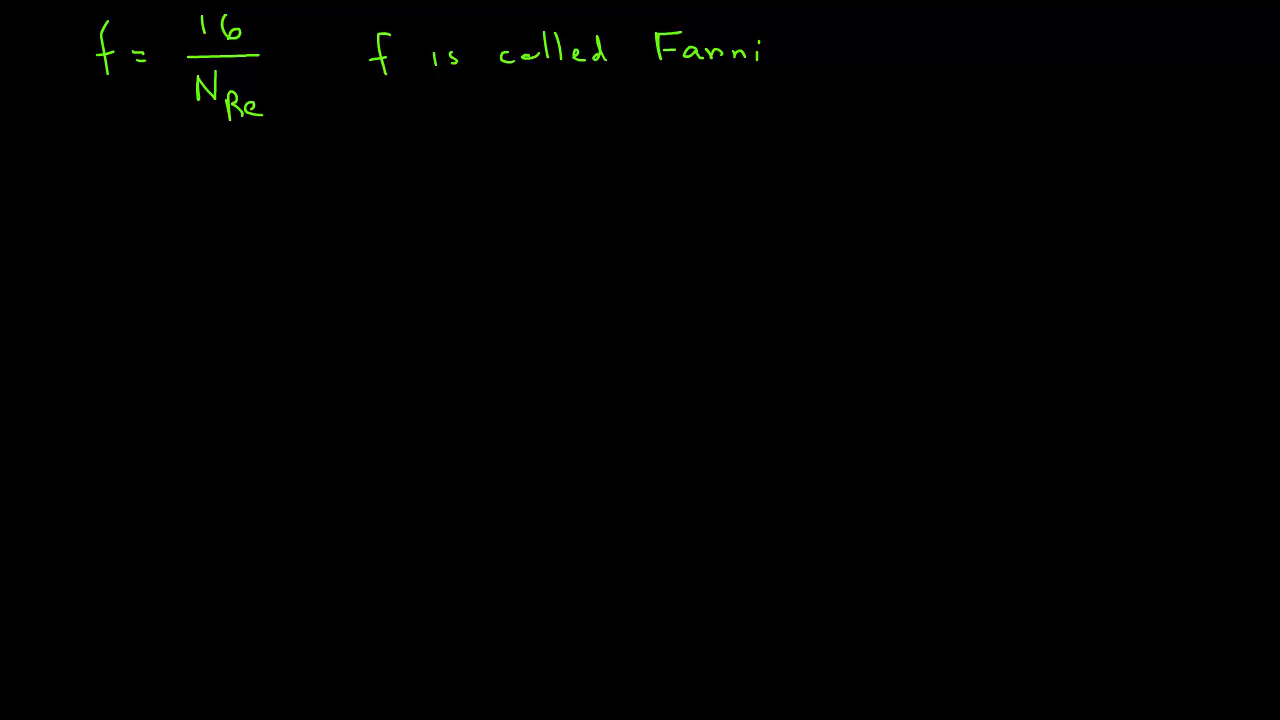 f = 16 / N_Re f is called Fanni